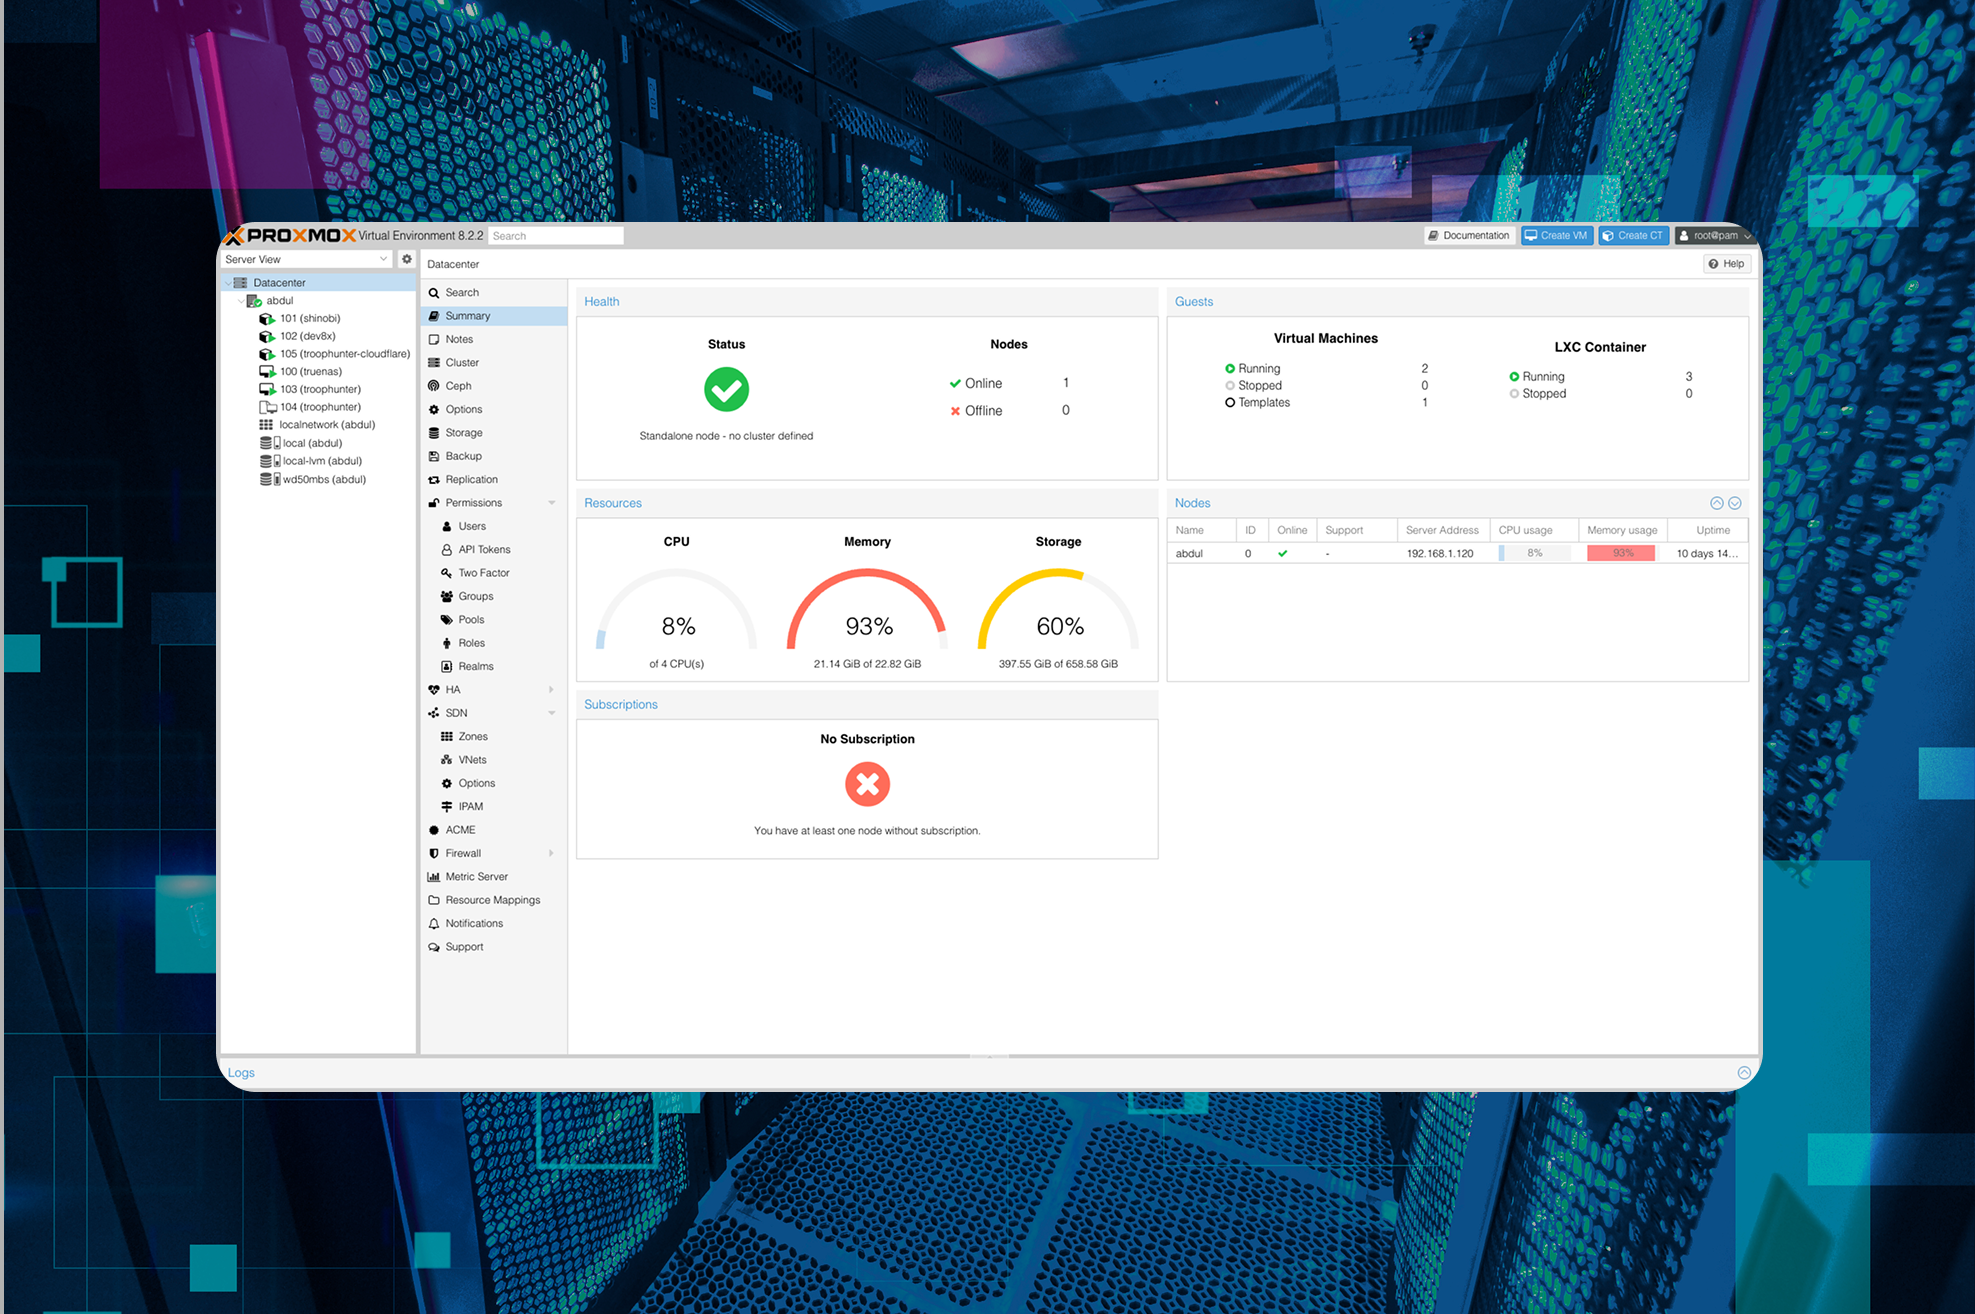 PROXMOX Virtual Environment 8.2.2 Search Documentation Create VM Create CT root@pam
Server View
Datacenter
abdul
101 (shinobi)
102 (dev8x)
105 (troophunter-cloudflare)
100 (truenas)
103 (troophunter)
104 (troophunter)
localnetwork (abdul)
local (abdul)
local-lvm (abdul)
wd50mbs (abdul)
Datacenter Help
Search
Summary
Notes
Cluster
Ceph
Options
Storage
Backup
Replication
Permissions
Users
API Tokens
Two Factor
Groups
Pools
Roles
Realms
HA
SDN
Zones
VNets
Options
IPAM
ACME
Firewall
Metric Server
Resource Mappings
Notifications
Support
Health
Status
Standalone node - no cluster defined
Nodes
Online 1
Offline 0
Guests
Virtual Machines
Running 2
Stopped 0
Templates 1
LXC Container
Running 3
Stopped 0
Resources
CPU
8%
of 4 CPU(s)
Memory
93%
21.14 GiB of 22.82 GiB
Storage
60%
397.55 GiB of 658.58 GiB
Nodes
Name ID Online Support Server Address CPU usage Memory usage Uptime
abdul 0 - 192.168.1.120 8% 93% 10 days 14...
Subscriptions
No Subscription
You have at least one node without subscription.
Logs